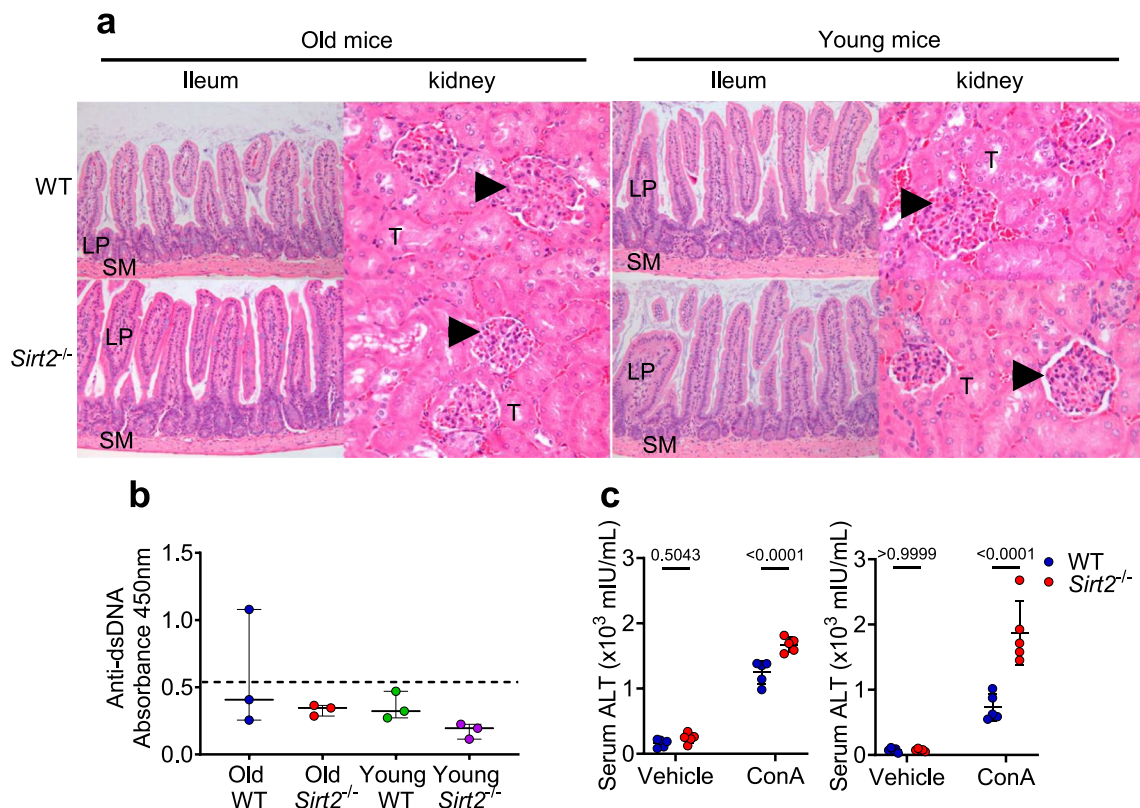 a
Old mice Young mice
Ileum kidney Ileum kidney
WT
LP
SM
T
LP
T
Sirt2-/-
LP
SM
T
LP
SM
T
b
Anti-dsDNA
Absorbance 450nm
1.5
1.0
0.5
0.0
Old
WT
Old
Sirt2-/-
Young
WT
Young
Sirt2-/-
c
Serum ALT (x10³ mIU/mL)
3
2
1
0
0.5043 <0.0001
Vehicle ConA
Serum ALT (x10³ mIU/mL)
3
2
1
0
>0.9999 <0.0001
Vehicle ConA
WT
Sirt2-/-